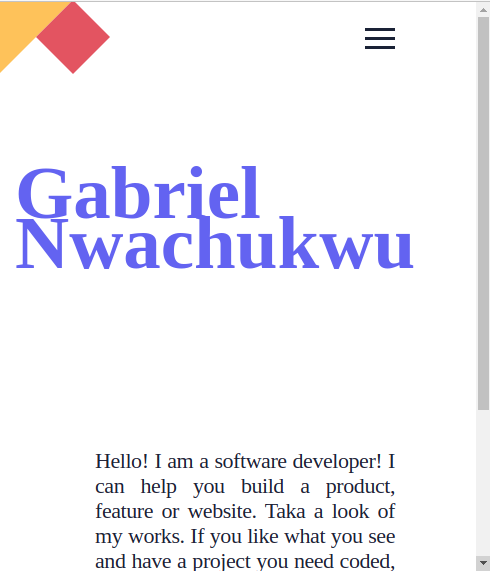 Gabriel
Nwachukwu
Hello! I am a software developer! I
can help you build a product,
feature or website. Taka a look of
my works. If you like what you see
and have a project you need coded,